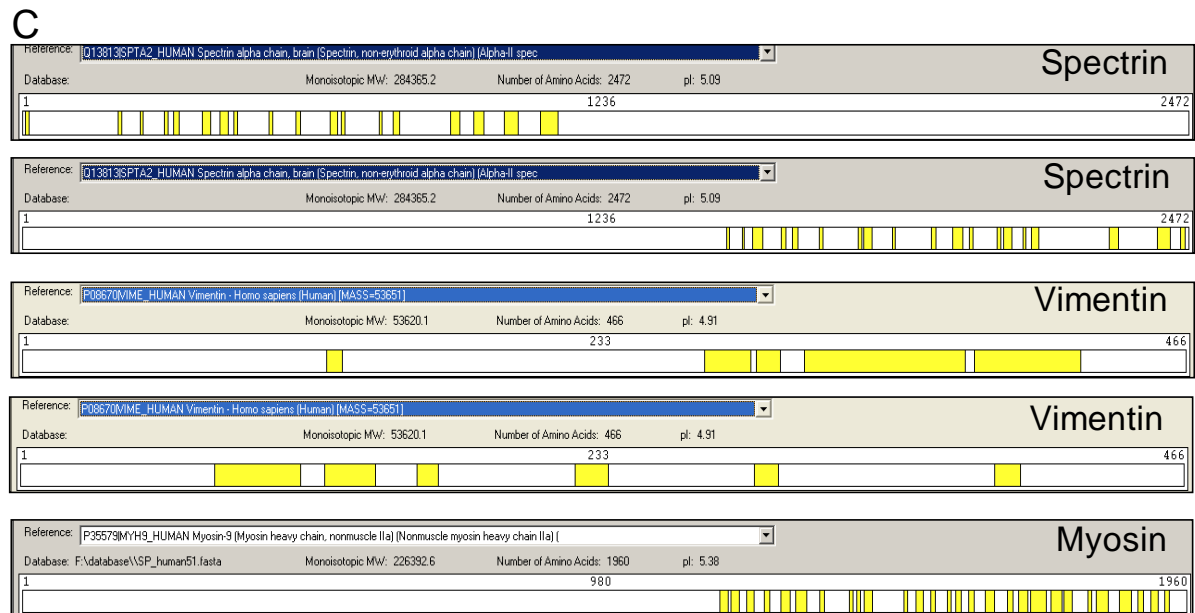 C
Reference: Q13813|SPTA2_HUMAN Spectrin alpha chain, brain (Spectrin, non-erythroid alpha chain) (Alpha-II spec
Spectrin
Database: Monoisotopic MW: 284365.2 Number of Amino Acids: 2472 pI: 5.09
1 1236 2472
Reference: Q13813|SPTA2_HUMAN Spectrin alpha chain, brain (Spectrin, non-erythroid alpha chain) (Alpha-II spec
Spectrin
Database: Monoisotopic MW: 284365.2 Number of Amino Acids: 2472 pI: 5.09
1 1236 2472
Reference: P08670|VIME_HUMAN Vimentin - Homo sapiens (Human) [MASS=53651]
Vimentin
Database: Monoisotopic MW: 53620.1 Number of Amino Acids: 466 pI: 4.91
1 233 466
Reference: P08670|VIME_HUMAN Vimentin - Homo sapiens (Human) [MASS=53651]
Vimentin
Database: Monoisotopic MW: 53620.1 Number of Amino Acids: 466 pI: 4.91
1 233 466
Reference: P35579|MYH9_HUMAN Myosin-9 (Myosin heavy chain, nonmuscle IIa) (Nonmuscle myosin heavy chain IIa) (
Myosin
Database: F:\database\\SP_human51.fasta Monoisotopic MW: 226392.6 Number of Amino Acids: 1960 pI: 5.38
1 980 1960